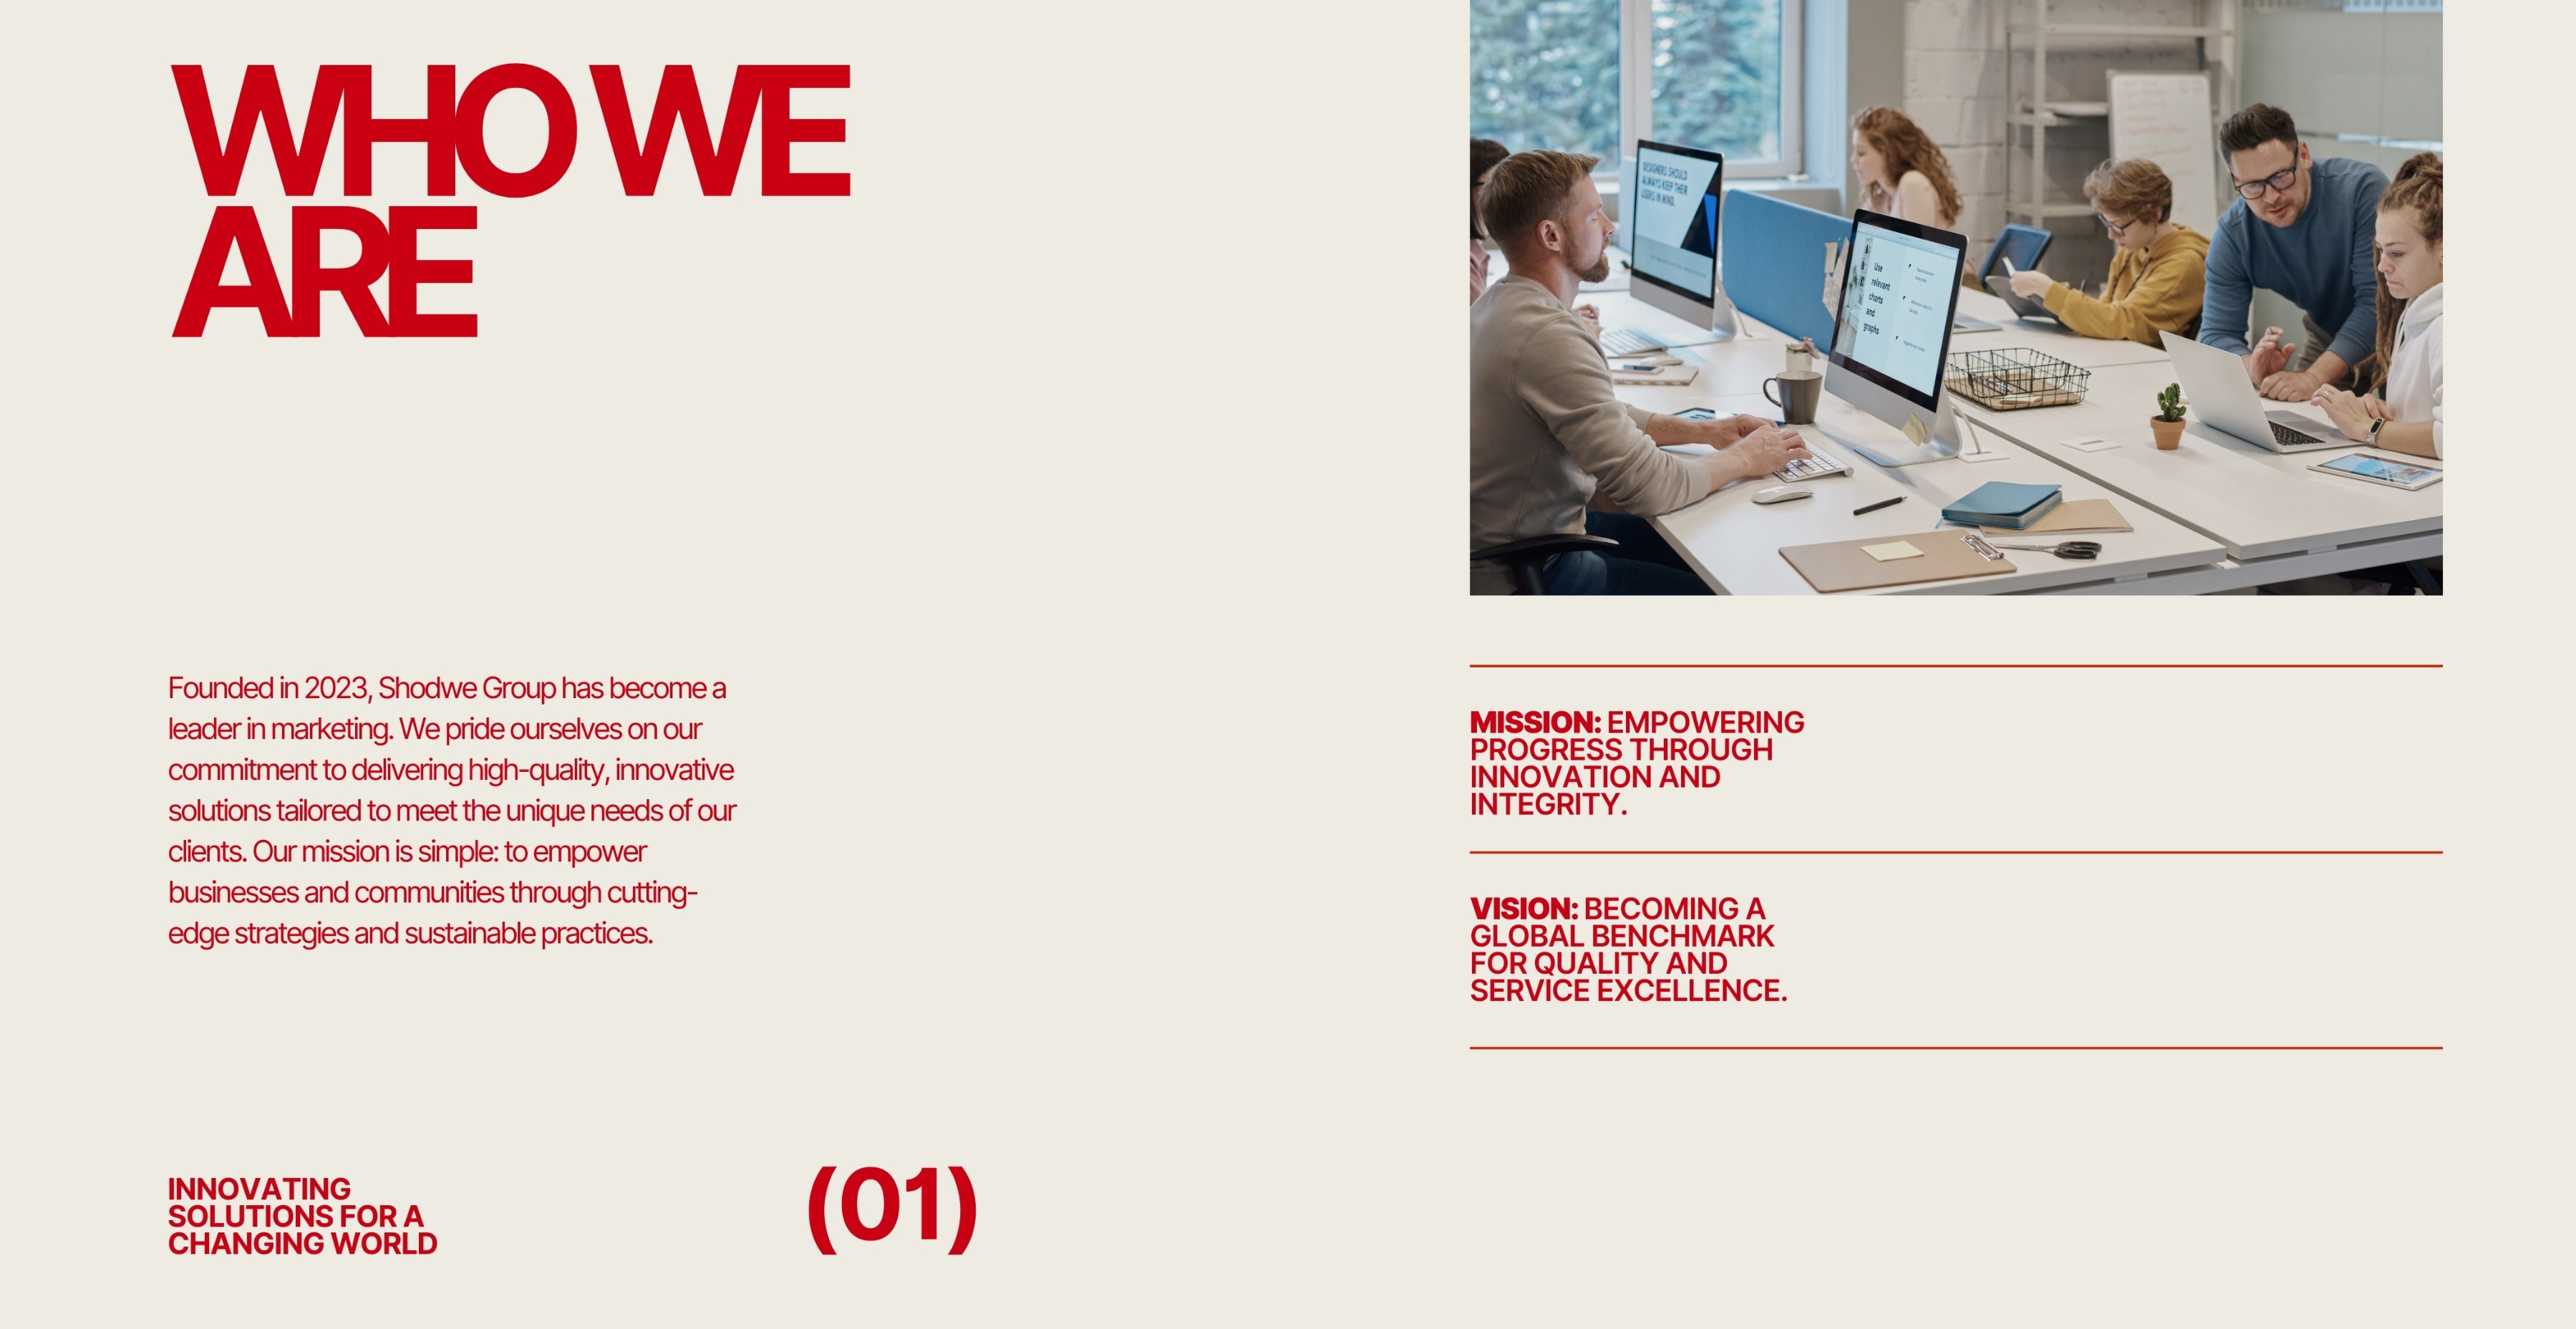 WHO WE
ARE
DESIGNERS SHOULD
ALWAYS KEEP THEIR
USERS IN MIND.
Use
relevant
charts
and
graphs
Founded in 2023, Shodwe Group has become a
leader in marketing. We pride ourselves on our
commitment to delivering high-quality, innovative
solutions tailored to meet the unique needs of our
clients. Our mission is simple: to empower
businesses and communities through cutting-
edge strategies and sustainable practices.
MISSION: EMPOWERING
PROGRESS THROUGH
INNOVATION AND
INTEGRITY.
VISION: BECOMING A
GLOBAL BENCHMARK
FOR QUALITY AND
SERVICE EXCELLENCE.
INNOVATING
SOLUTIONS FOR A
CHANGING WORLD
(01)